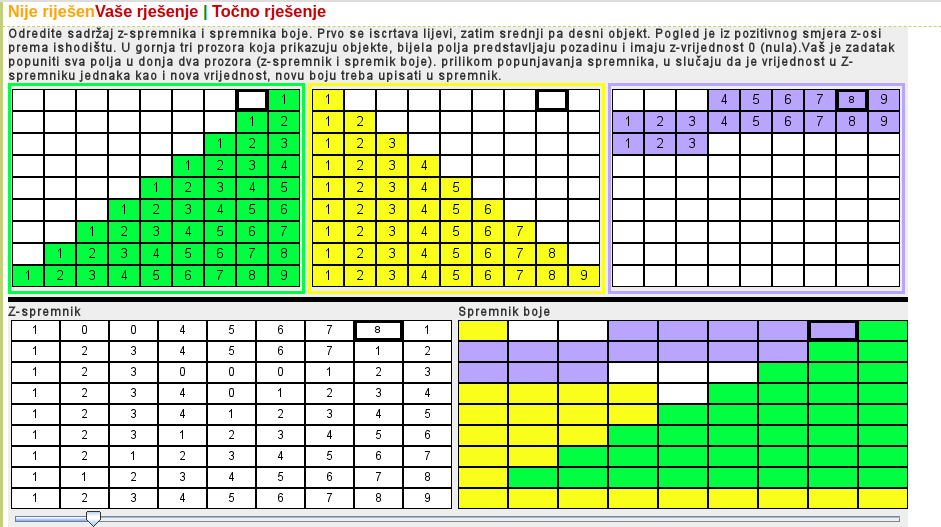 Nije riješenVaše rješenje | Točno rješenje
Odredite sadržaj z-spremnika i spremnika boje. Prvo se iscrtava lijevi, zatim srednji pa desni objekt. Pogled je iz pozitivnog smjera z-osi
prema ishodištu. U gornja tri prozora koja prikazuju objekte, bijela polja predstavljaju pozadinu i imaju z-vrijednost 0 (nula).Vaš je zadatak
popuniti sva polja u donja dva prozora (z-spremnik i spremik boje). prilikom popunjavanja spremnika, u slučaju da je vrijednost u Z-
spremniku jednaka kao i nova vrijednost, novu boju treba upisati u spremnik.
1 1 4 5 6 7 8 9
1 2 1 2 1 2 3 4 5 6 7 8 9
1 2 3 1 2 3 1 2 3
1 2 3 4 1 2 3 4
1 2 3 4 5 1 2 3 4 5
1 2 3 4 5 6 1 2 3 4 5 6
1 2 3 4 5 6 7 1 2 3 4 5 6 7
1 2 3 4 5 6 7 8 1 2 3 4 5 6 7 8
1 2 3 4 5 6 7 8 9 1 2 3 4 5 6 7 8 9
Z-spremnik Spremnik boje
1 0 0 4 5 6 7 8 1
1 2 3 4 5 6 7 1 2
1 2 3 0 0 0 1 2 3
1 2 3 4 0 1 2 3 4
1 2 3 4 1 2 3 4 5
1 2 3 1 2 3 4 5 6
1 2 1 2 3 4 5 6 7
1 1 2 3 4 5 6 7 8
1 2 3 4 5 6 7 8 9